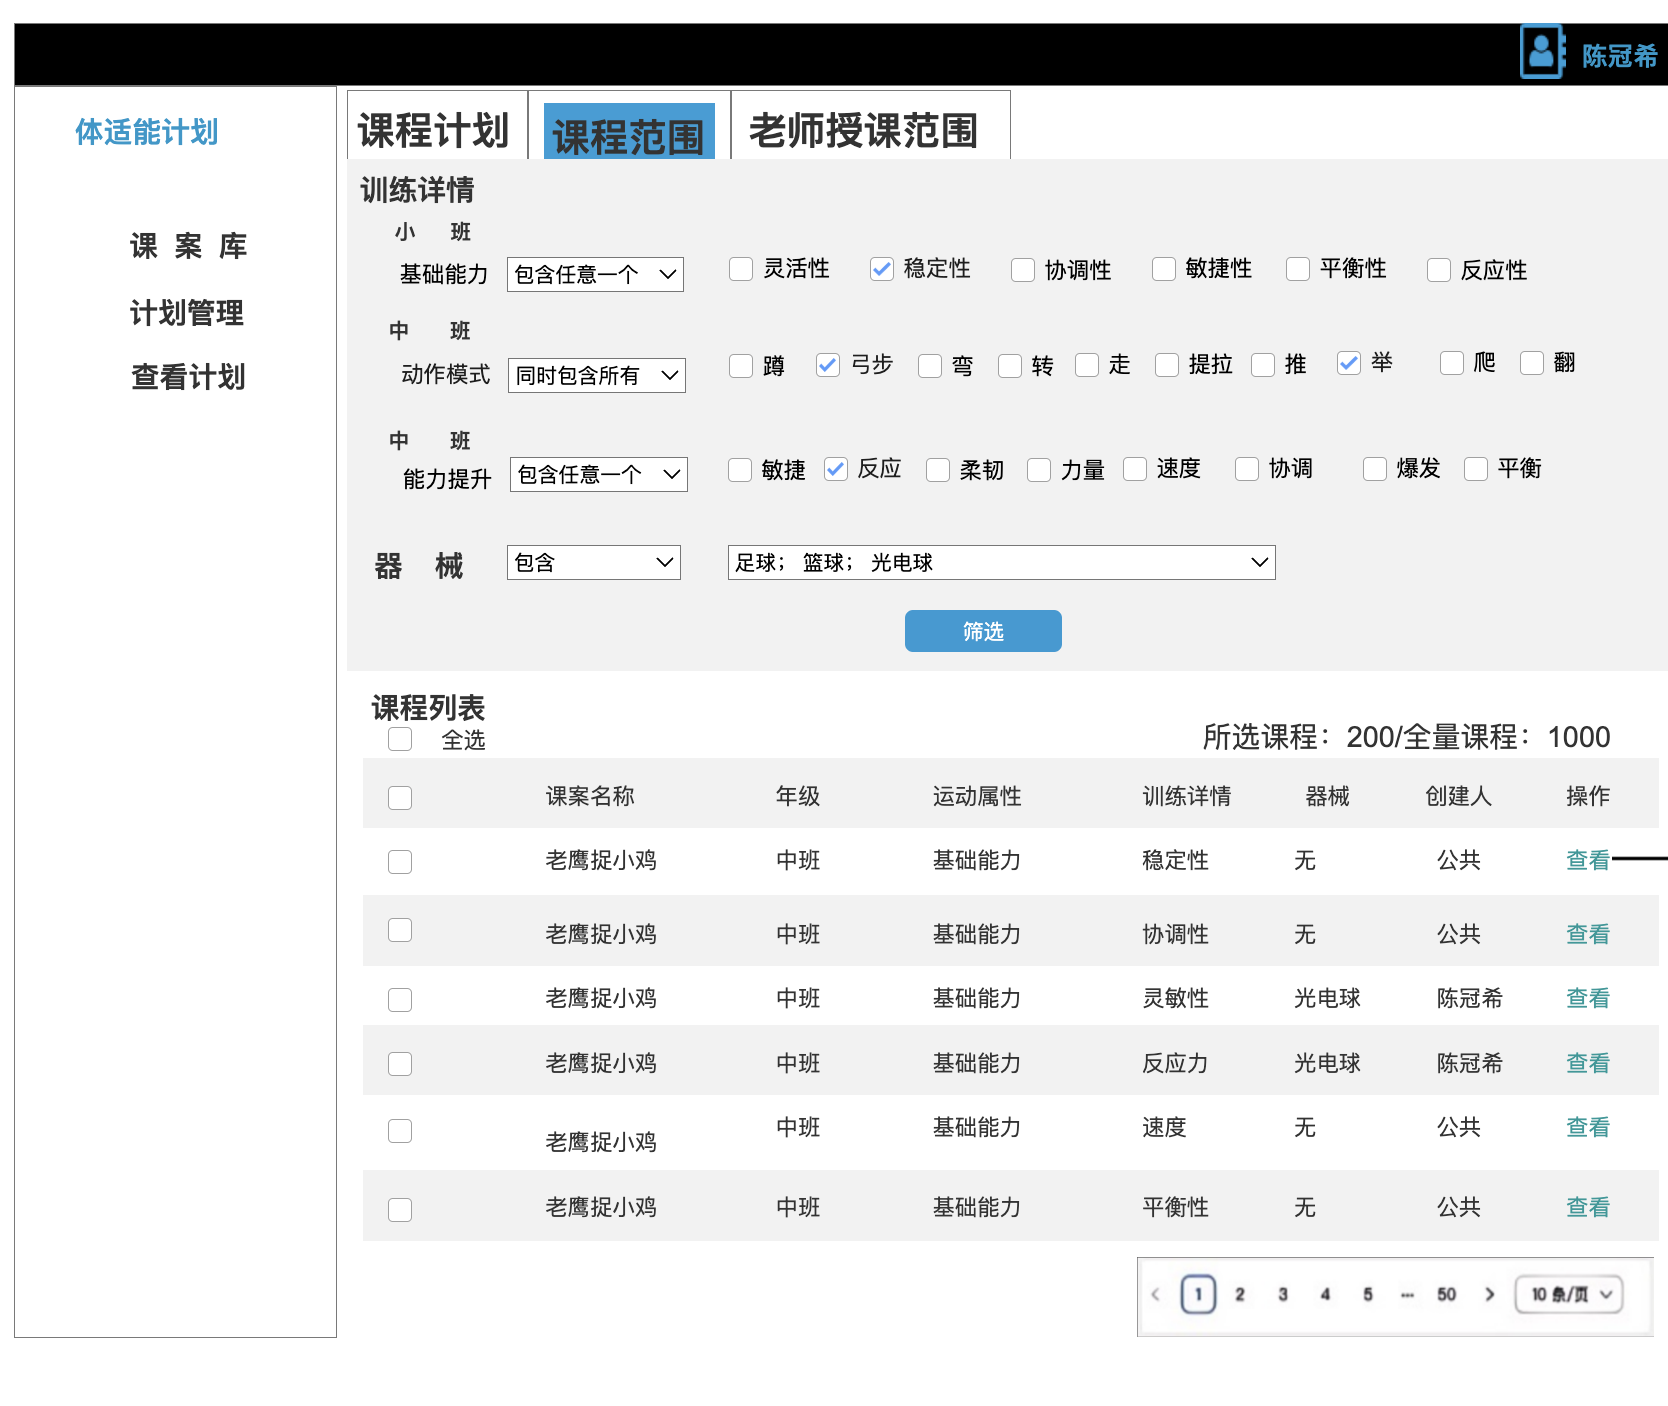 陈冠希
体适能计划
课 案 库
计划管理
查看计划
课程计划 课程范围 老师授课范围
训练详情
小 班
基础能力 包含任意一个 灵活性 稳定性 协调性 敏捷性 平衡性 反应性
中 班
动作模式 同时包含所有 蹲 弓步 弯 转 走 提拉 推 举 爬 翻
中 班
能力提升 包含任意一个 敏捷 反应 柔韧 力量 速度 协调 爆发 平衡
器 械 包含 足球； 篮球； 光电球
筛选
课程列表
全选 所选课程：200/全量课程：1000
课案名称 年级 运动属性 训练详情 器械 创建人 操作
老鹰捉小鸡 中班 基础能力 稳定性 无 公共 查看
老鹰捉小鸡 中班 基础能力 协调性 无 公共 查看
老鹰捉小鸡 中班 基础能力 灵敏性 光电球 陈冠希 查看
老鹰捉小鸡 中班 基础能力 反应力 光电球 陈冠希 查看
老鹰捉小鸡 中班 基础能力 速度 无 公共 查看
老鹰捉小鸡 中班 基础能力 平衡性 无 公共 查看
1 2 3 4 5 ··· 50 10 条/页